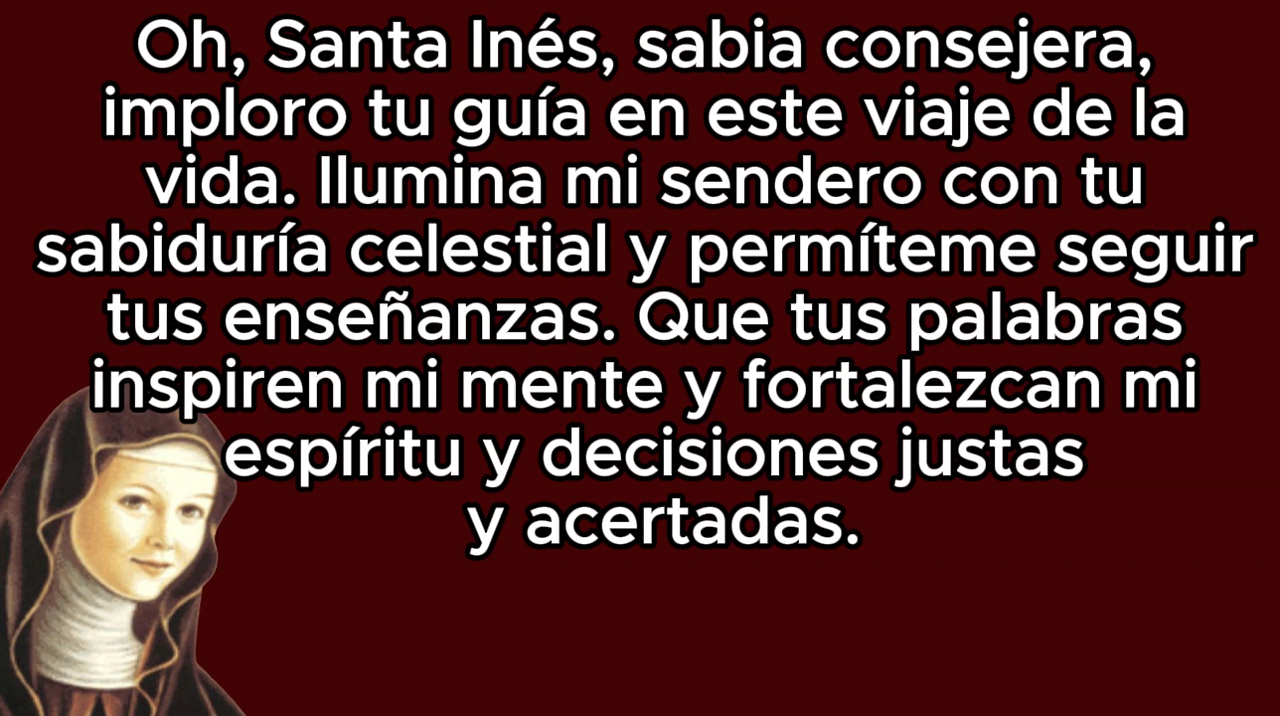 Oh, Santa Inés, sabia consejera,
imploro tu guía en este viaje de la
vida. Ilumina mi sendero con tu
sabiduría celestial y permíteme seguir
tus enseñanzas. Que tus palabras
inspiren mi mente y fortalezcan mi
espíritu y decisiones justas
y acertadas.